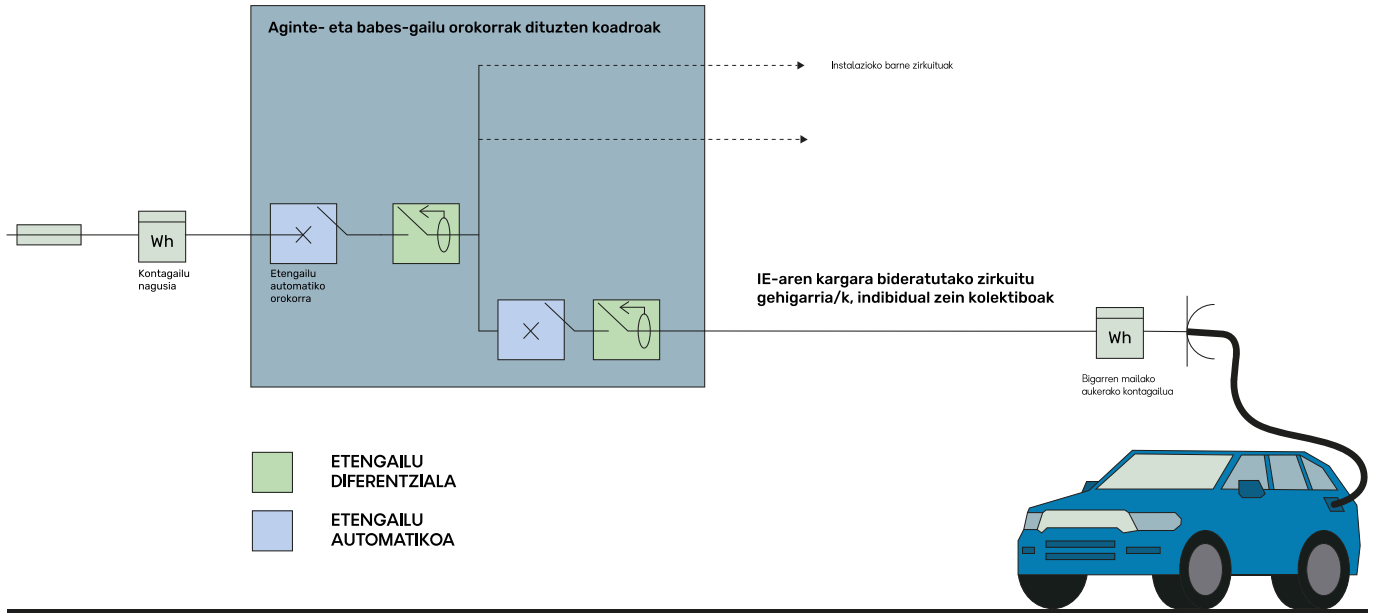 Aginte- eta babes-gailu orokorrak dituzten koadroak
Instalazioko barne zirkuituak
Wh
Kontagailu
nagusia
Etengailu
automatiko
orokorra
IE-aren kargara bideratutako zirkuitu
gehigarria/k, indibidual zein kolektiboak
Wh
Bigarren mailako
aukerako kontagailua
ETENGAILU
DIFERENTZIALA
ETENGAILU
AUTOMATIKOA